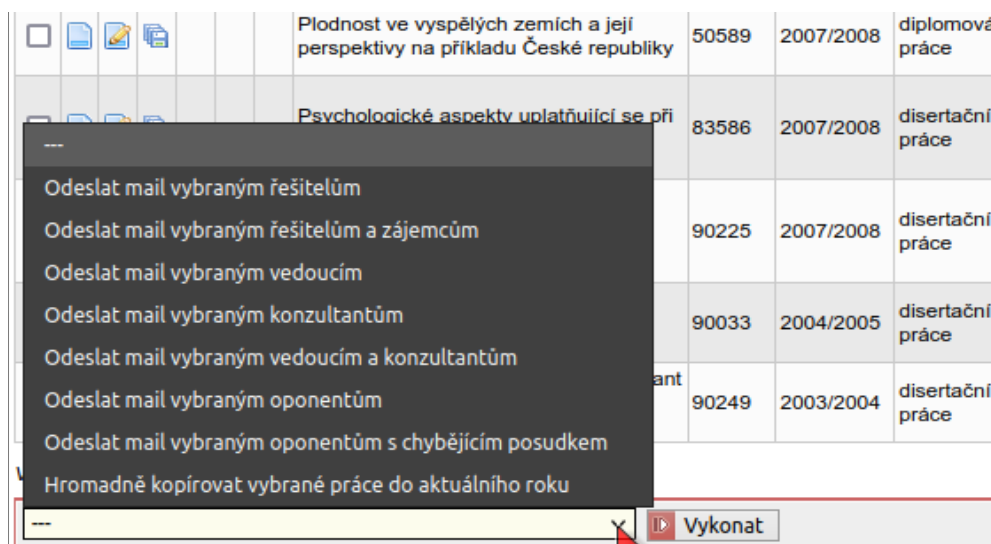 Plodnost ve vyspělých zemích a její
perspektivy na příkladu České republiky
50589
2007/2008
diplomová
práce
Psychologické aspekty uplatňující se při
83586
2007/2008
disertační
práce
---
Odeslat mail vybraným řešitelům
Odeslat mail vybraným řešitelům a zájemcům
90225
2007/2008
disertační
práce
Odeslat mail vybraným vedoucím
Odeslat mail vybraným konzultantům
90033
2004/2005
disertační
práce
Odeslat mail vybraným vedoucím a konzultantům
ant
90249
2003/2004
disertační
práce
Odeslat mail vybraným oponentům
Odeslat mail vybraným oponentům s chybějícím posudkem
Hromadně kopírovat vybrané práce do aktuálního roku
---
Vykonat